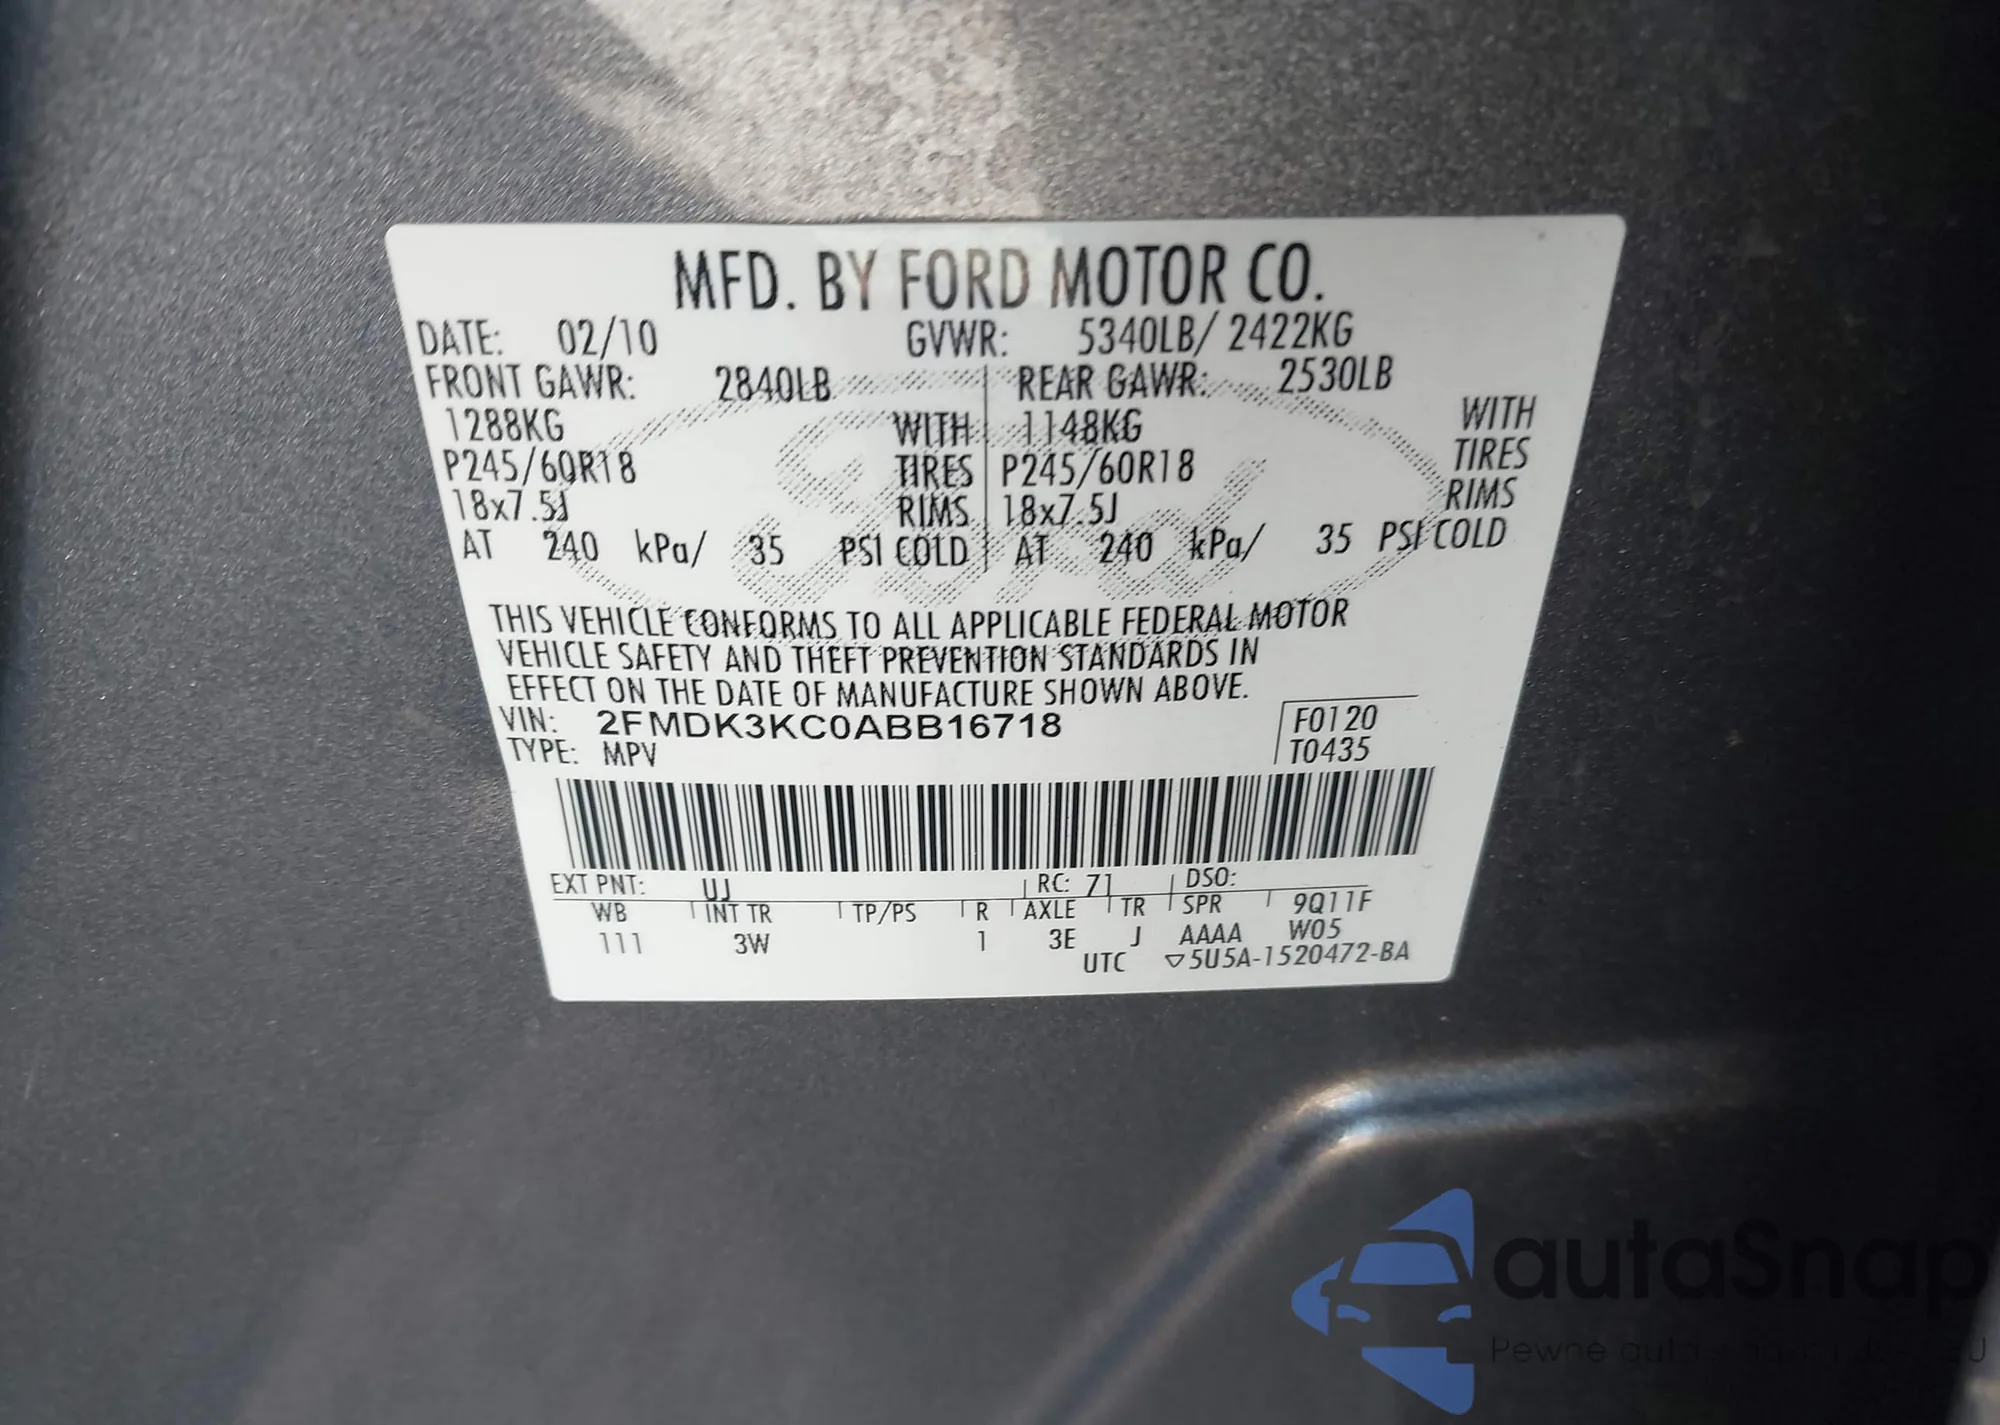 MFD. BY FORD MOTOR CO.
DATE: 02/10 GVWR: 5340LB/ 2422KG
FRONT GAWR: 2840LB REAR GAWR: 2530LB
1288KG WITH 1148KG WITH
P245/60R18 TIRES P245/60R18 TIRES
18x7.5J RIMS 18x7.5J RIMS
AT 240 kPa/ 35 PSI COLD AT 240 kPa/ 35 PSI COLD
THIS VEHICLE CONFORMS TO ALL APPLICABLE FEDERAL MOTOR
VEHICLE SAFETY AND THEFT PREVENTION STANDARDS IN
EFFECT ON THE DATE OF MANUFACTURE SHOWN ABOVE.
VIN: 2FMDK3KC0ABB16718 F0120
TYPE: MPV T0435
EXT PNT: UJ RC: 71 DSO:
WB INT TR TP/PS R AXLE TR SPR 9Q11F
111 3W 1 3E J AAAA W05
UTC ▽5U5A-1520472-BA
autaSnap
Pewne auta